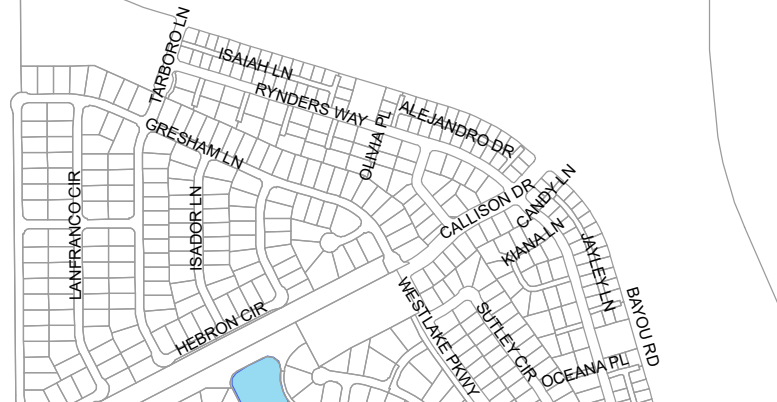 TARBORO LN
ISAIAH LN
RYNDERS WAY
ALEJANDRO DR
OLIVIA PL
GRESHAM LN
LANFRANCO CIR
ISADOR LN
CALLISON DR
CANDY LN
KIANA LN
JAYLEY LN
BAYOU RD
HEBRON CIR
WESTLAKE PKWY
SUTLEY CIR
OCEANA PL